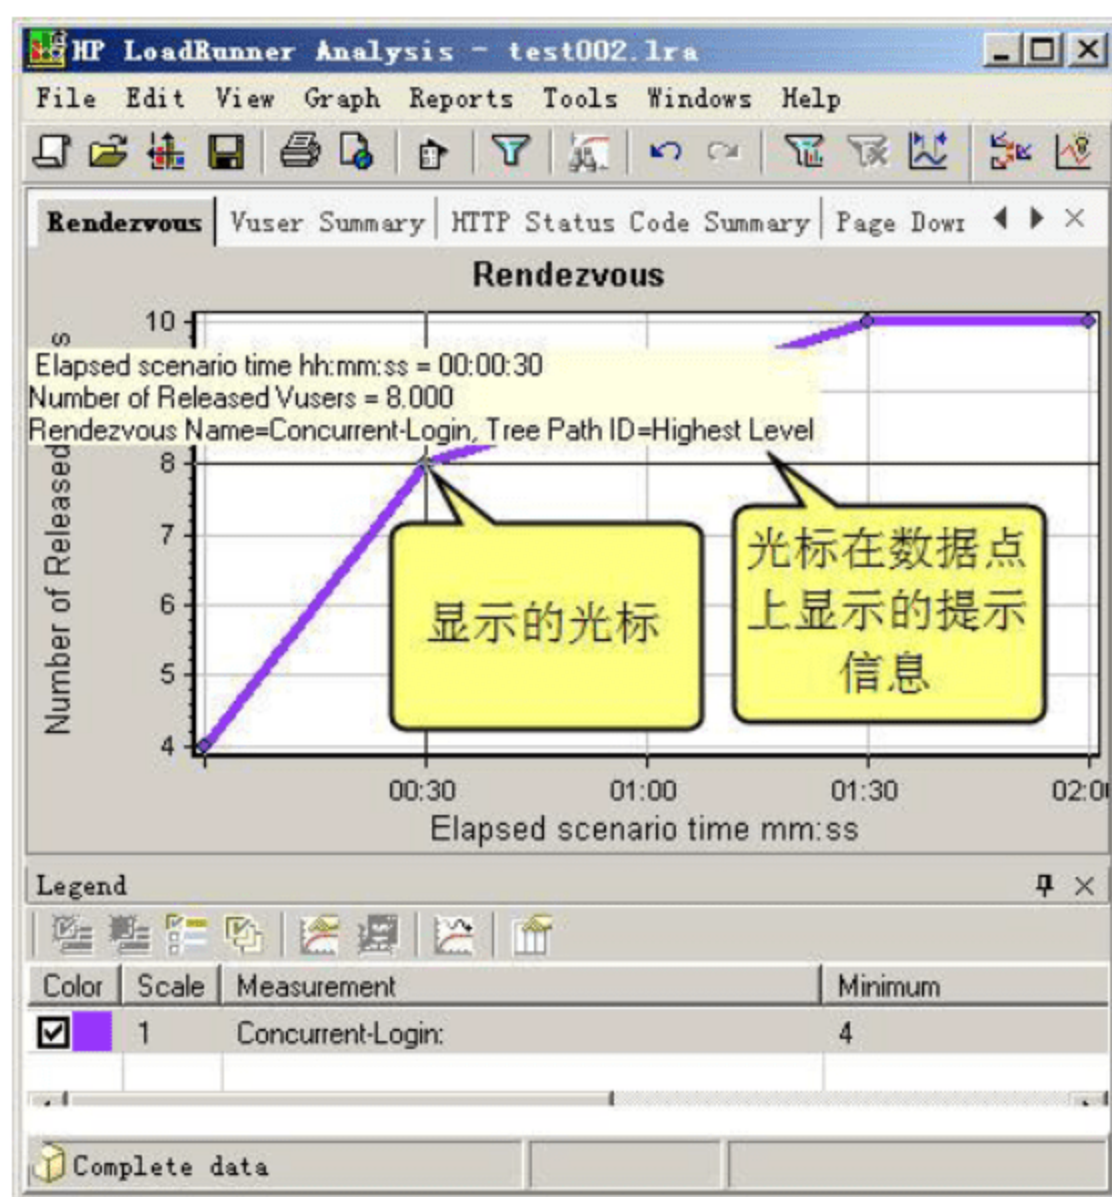 HP LoadRunner Analysis - test002.lra
File Edit View Graph Reports Tools Windows Help
Rendezvous Vuser Summary HTTP Status Code Summary Page
Rendezvous
10
Elapsed scenario time hh:mm:ss = 00:00:30
Number of Released Vusers = 8.000
Rendezvous Name=Concurrent-Login, Tree Path ID=Highest Level
8
7
6
5
4
Number of Released
显示的光标
光标在数据点
上显示的提示
信息
00:30 01:00 01:30
Elapsed scenario time mm:ss
Legend
Color Scale Measurement Minimum
1 Concurrent-Login: 4
Complete data